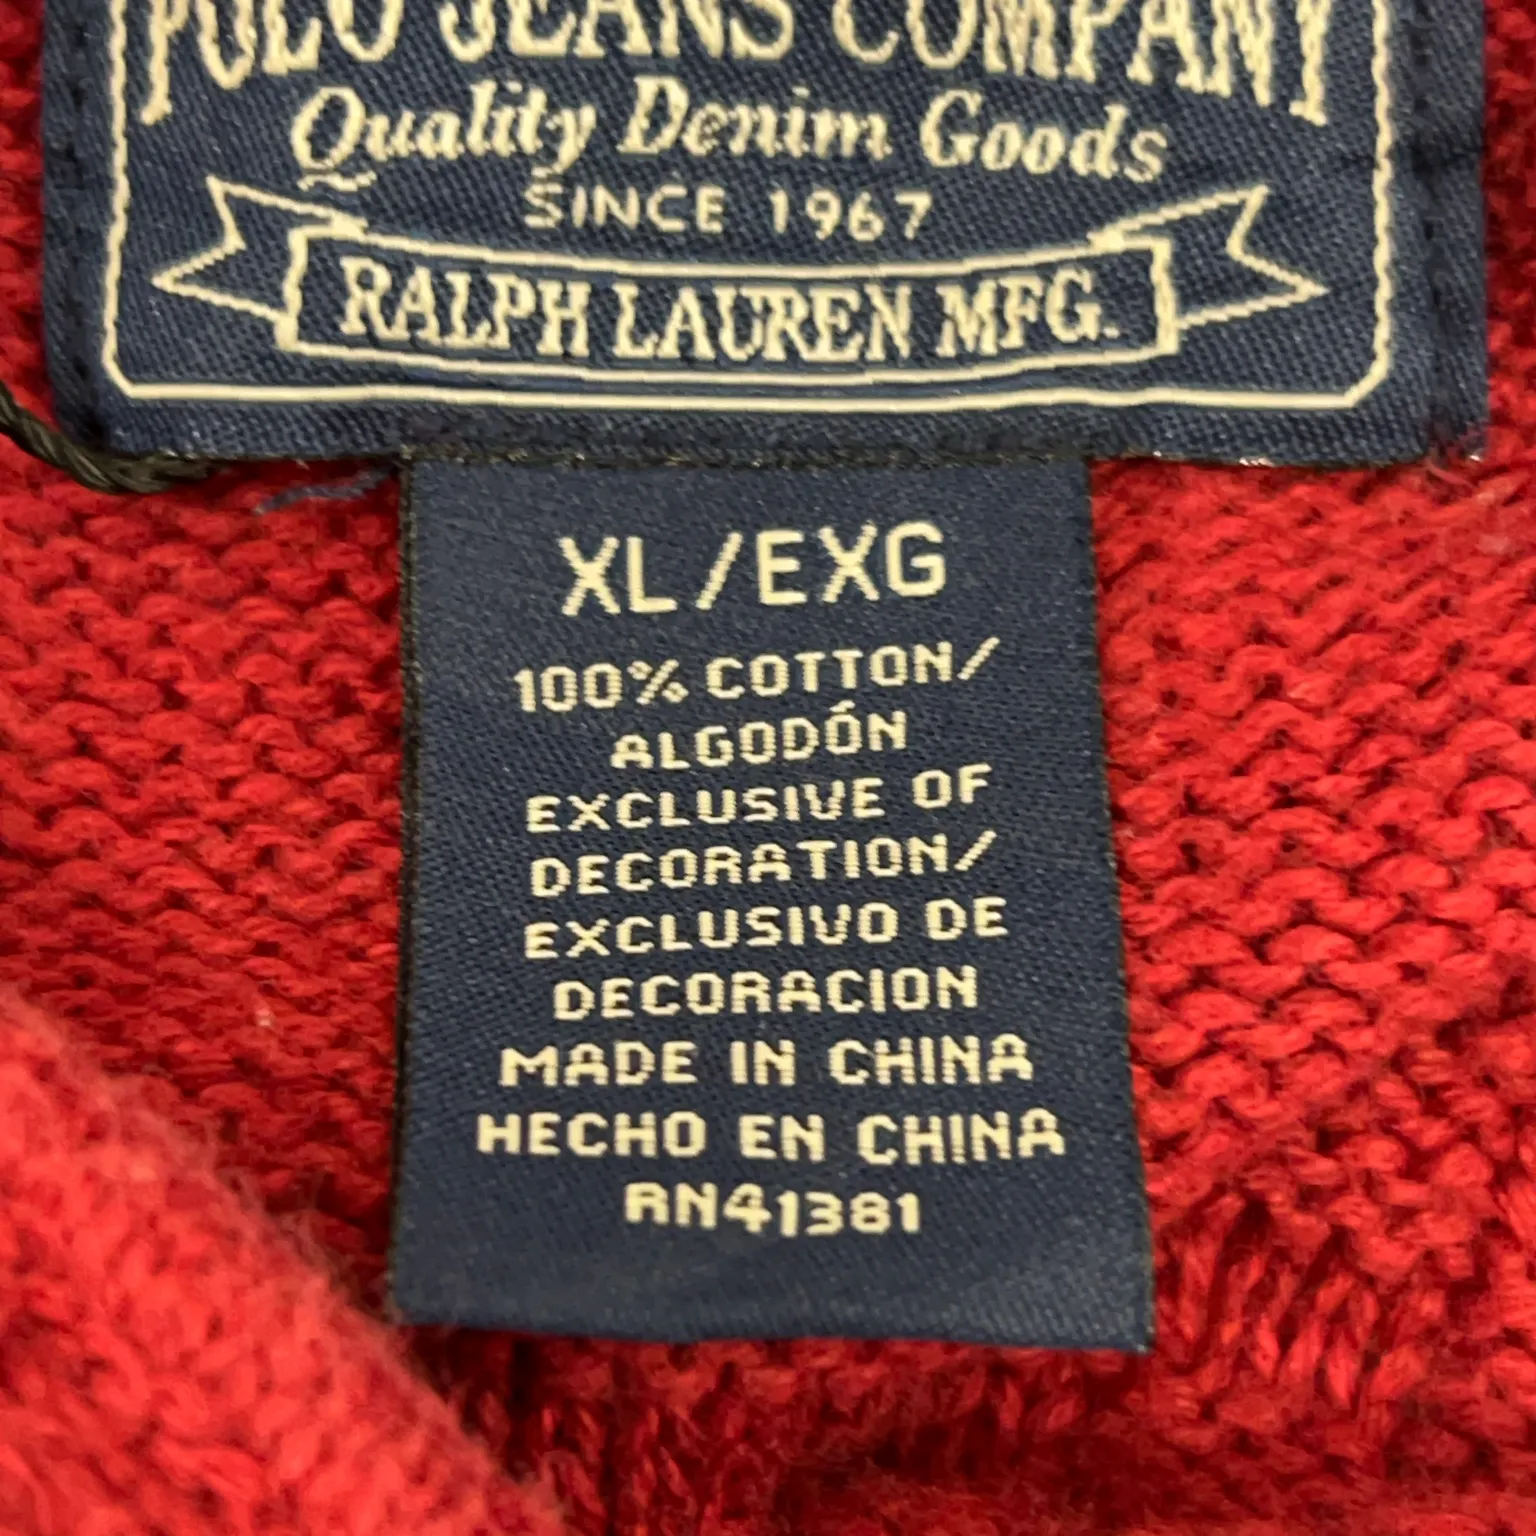 POLO JEANS COMPANY
Quality Denim Goods
SINCE 1967
RALPH LAUREN MFG.
XL/EXG
100% COTTON/
ALGODÓN
EXCLUSIVE OF
DECORATION/
EXCLUSIVO DE
DECORACION
MADE IN CHINA
HECHO EN CHINA
RN41381